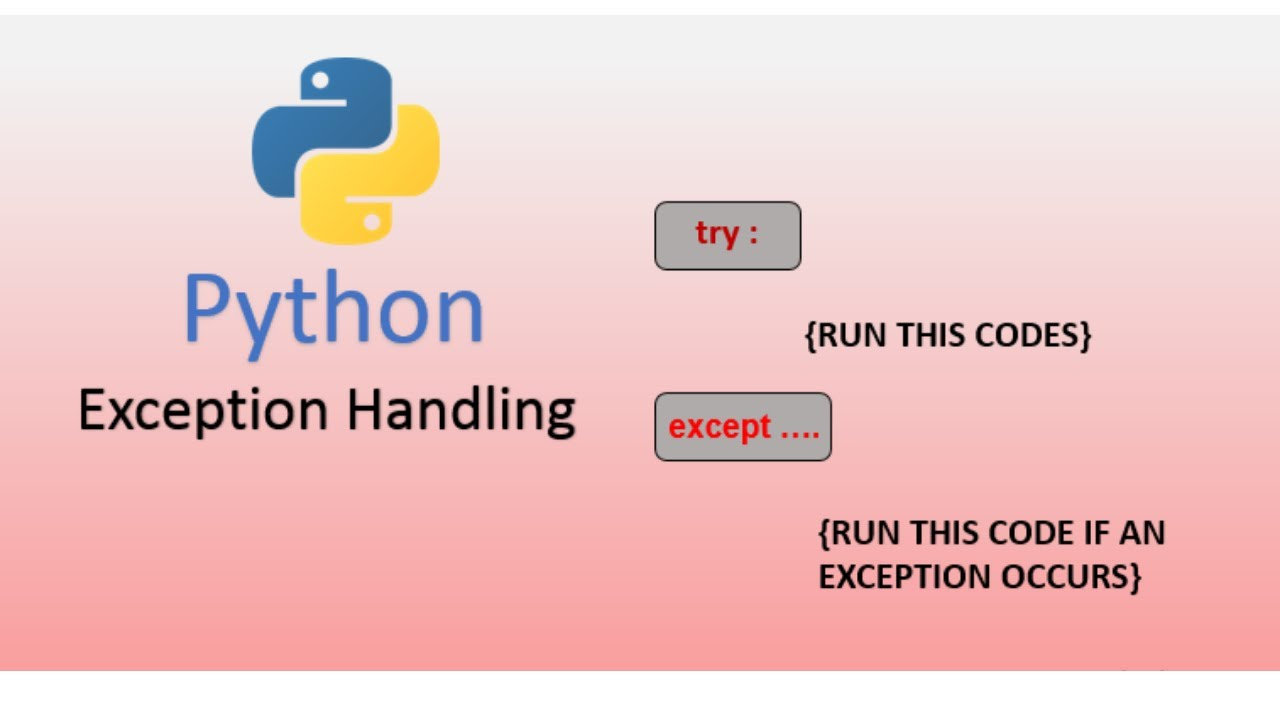 Python
Exception Handling
try :
{RUN THIS CODES}
except ....
{RUN THIS CODE IF AN
EXCEPTION OCCURS}